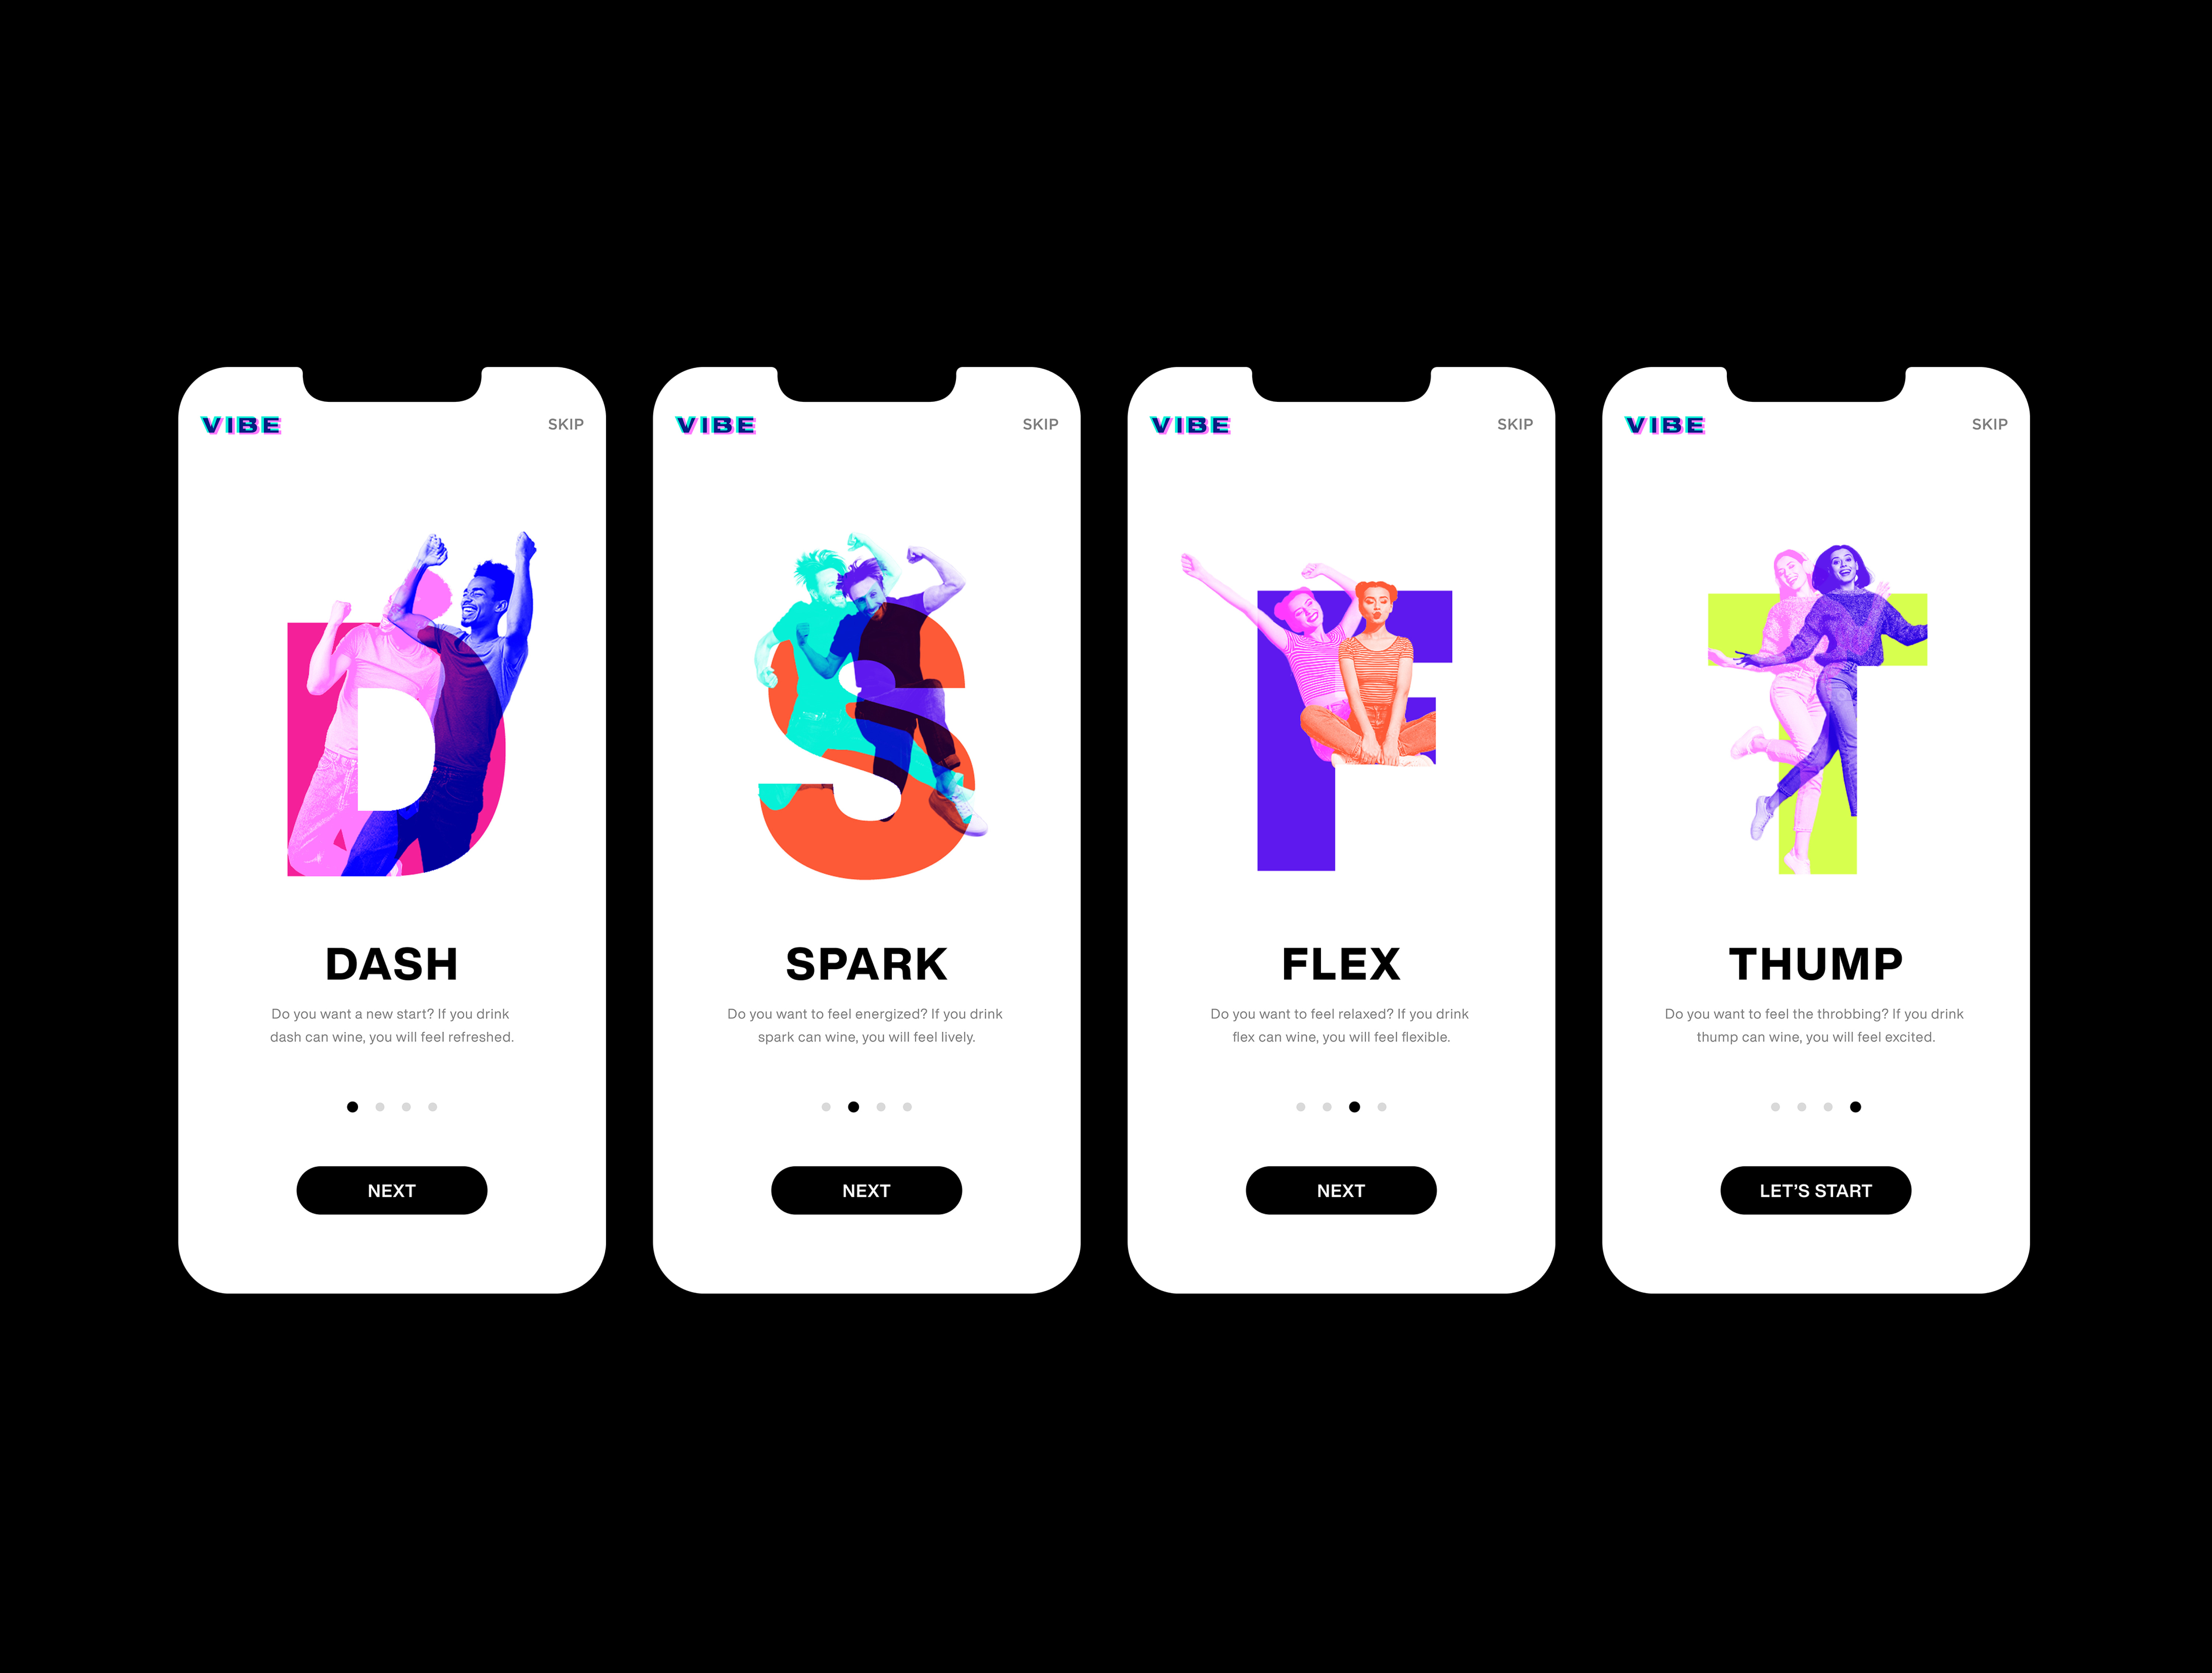 VIBE
SKIP
D
DASH
Do you want a new start? If you drink
dash can wine, you will feel refreshed.
NEXT
VIBE
SKIP
S
SPARK
Do you want to feel energized? If you drink
spark can wine, you will feel lively.
NEXT
VIBE
SKIP
F
FLEX
Do you want to feel relaxed? If you drink
flex can wine, you will feel flexible.
NEXT
VIBE
SKIP
T
THUMP
Do you want to feel the throbbing? If you drink
thump can wine, you will feel excited.
LET’S START